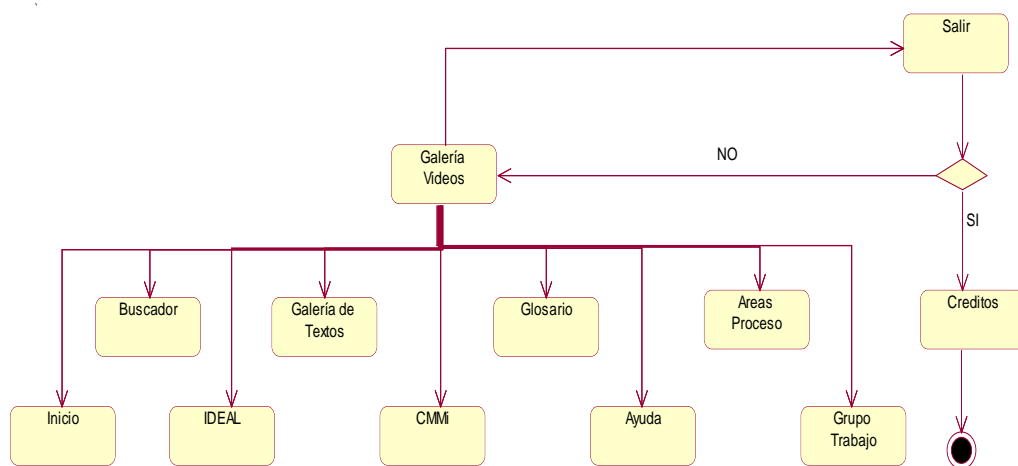 Salir
Galería
Videos
NO
SI
Buscador
Galería de
Textos
Glosario
Areas
Proceso
Creditos
Inicio
IDEAL
CMMi
Ayuda
Grupo
Trabajo